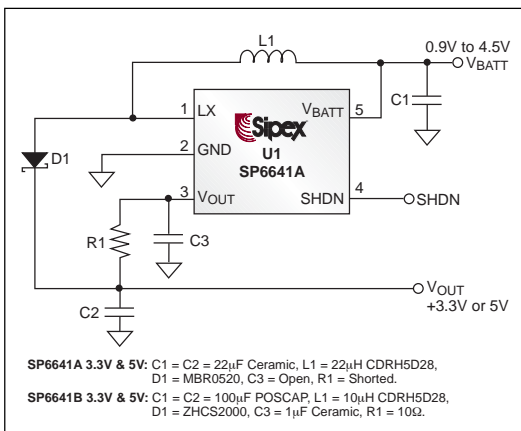 L1
0.9V to 4.5V
VBATT
1 LX
VBATT 5
C1
Sipex
2 GND
U1
D1
SP6641A
3 VOUT
SHDN 4
SHDN
R1
C3
VOUT
C2
+3.3V or 5V
SP6641A 3.3V & 5V: C1 = C2 = 22µF Ceramic, L1 = 22µH CDRH5D28,
D1 = MBR0520, C3 = Open, R1 = Shorted.
SP6641B 3.3V & 5V: C1 = C2 = 100µF POSCAP, L1 = 10µH CDRH5D28,
D1 = ZHCS2000, C3 = 1µF Ceramic, R1 = 10Ω.